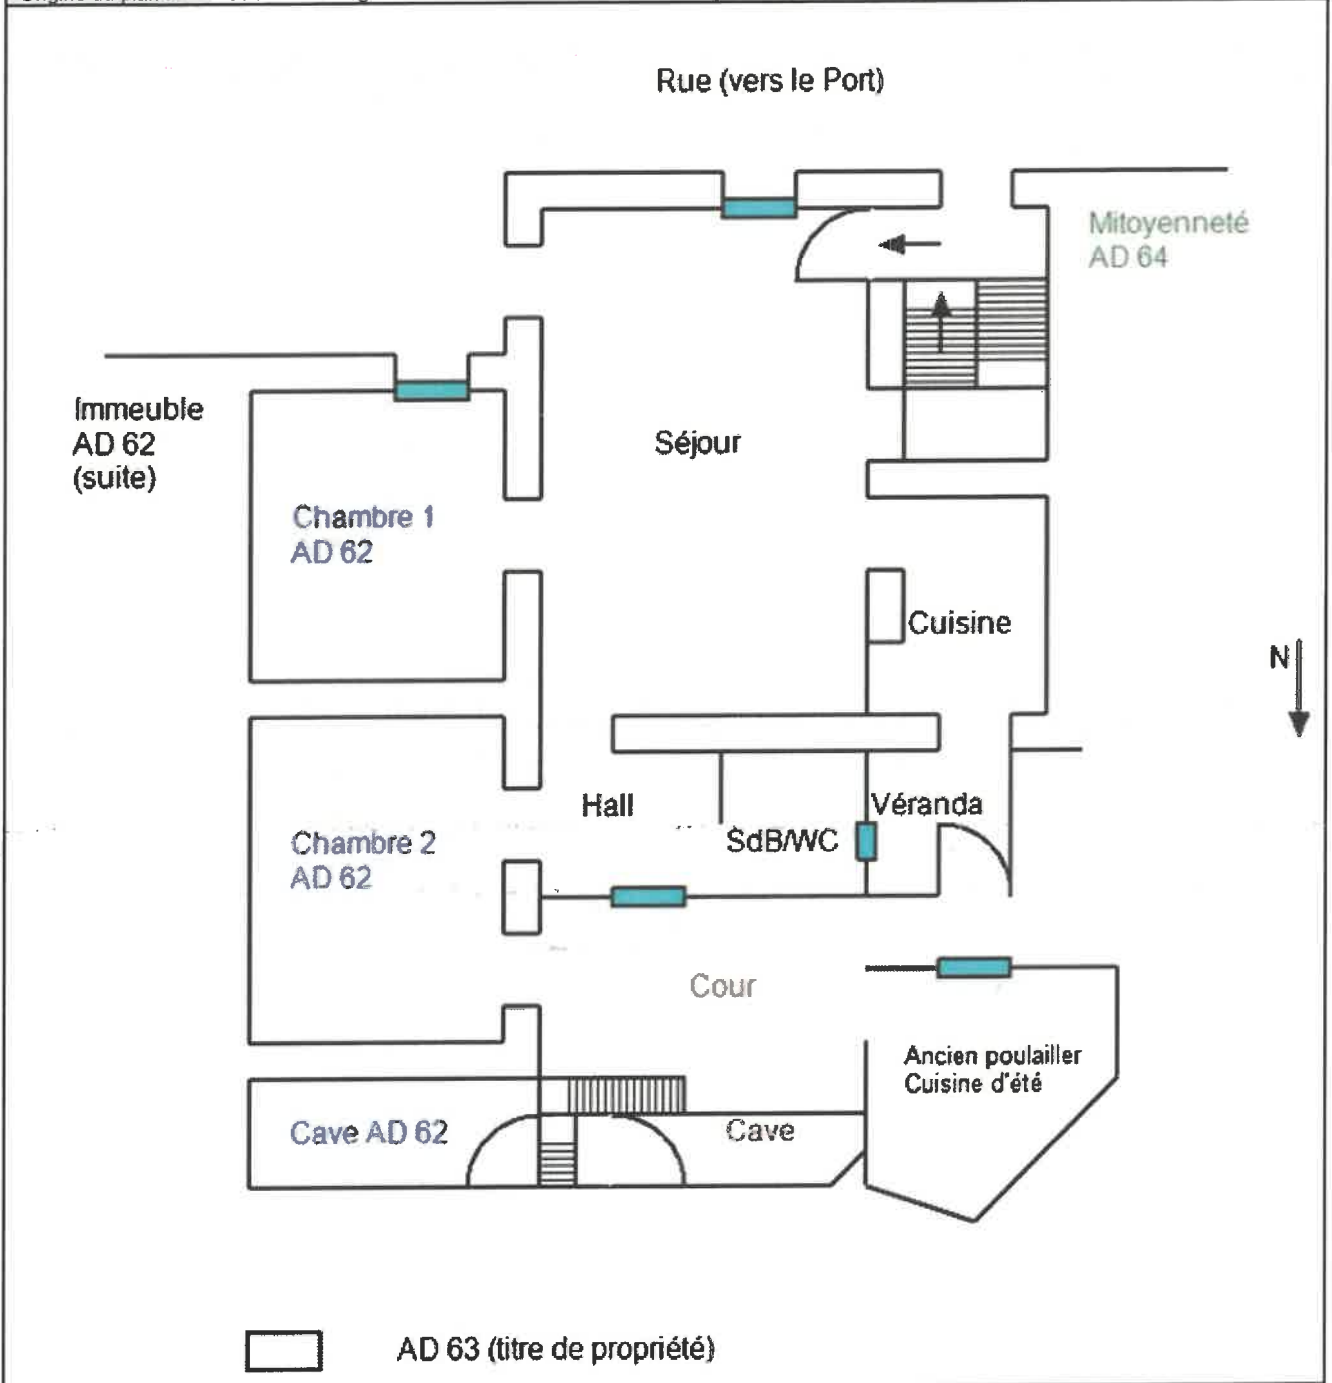 Rue (vers le Port)
Mitoyenneté
AD 64
Immeuble
AD 62
(suite)
Séjour
Chambre 1
AD 62
Cuisine
N
Hall
Véranda
SdB/WC
Chambre 2
AD 62
Cour
Ancien poulailler
Cuisine d'été
Cave AD 62
Cave
AD 63 (titre de propriété)